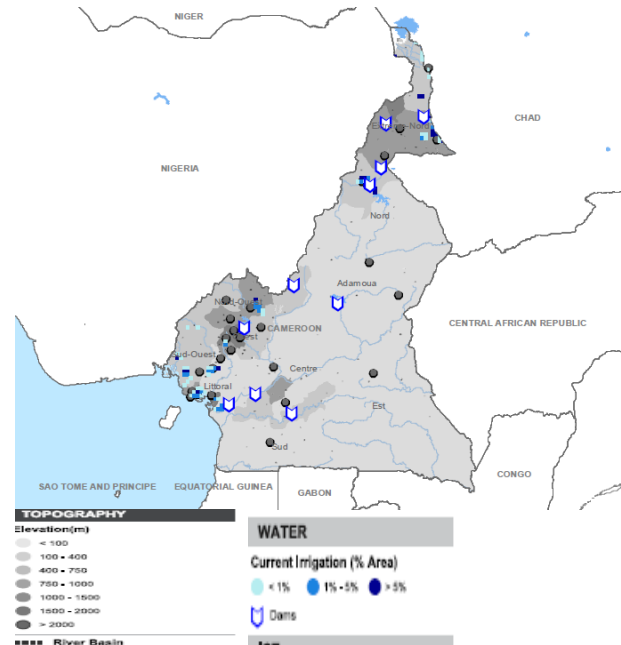 NIGER
CHAD
NIGERIA
Nord
Adamoua
CENTRAL AFRICAN REPUBLIC
CAMEROON
Sud-Ouest
Centre
Littoral
Est
Sud
SAO TOME AND PRINCIPE
EQUATORIAL GUINEA
GABON
CONGO
TOPOGRAPHY
Elevation(m)
< 100
100 - 400
400 - 750
750 - 1000
1000 - 1500
1500 - 2000
> 2000
River Basin
WATER
Current Irrigation (% Area)
< 1%
1% - 5%
> 5%
Dams